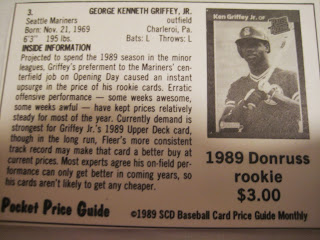 3. GEORGE KENNETH GRIFFEY, JR.
Seattle Mariners outfield
Born: Nov. 21, 1969 Charleroi, Pa.
6'3" 195 lbs. Bats: L Throws: L
INSIDE INFORMATION
Projected to spend the 1989 season in the minor
leagues, Griffey's preferment to the Mariners' cen-
terfield job on Opening Day caused an instant
upsurge in the price of his rookie cards. Erratic
offensive performance — some weeks awesome,
some weeks awful — have kept prices relatively
steady for most of the year. Currently demand is
strongest for Griffey Jr.'s 1989 Upper Deck card,
though in the long run, Fleer's more consistent
track record may make that card a better buy at
current prices. Most experts agree his on-field per-
formance can only get better in coming years, so
his cards aren't likely to get any cheaper.
Ken Griffey Jr. OF
1989 Donruss
rookie
$3.00
Pocket Price Guide
©1989 SCD Baseball Card Price Guide Monthly